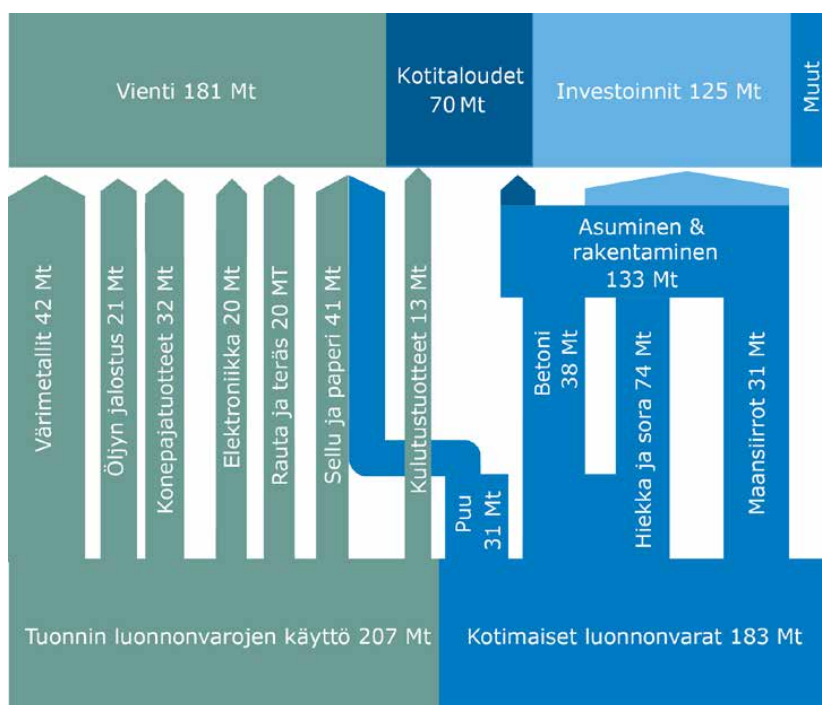 Vienti 181 Mt
Kotitaloudet
70 Mt
Investoinnit 125 Mt
Muut
Värimetallit 42 Mt
Öljyn jalostus 21 Mt
Konepajatuotteet 32 Mt
Elektroniikka 20 Mt
Rauta ja teräs 20 MT
Sellu ja paperi 41 Mt
Kulutustuotteet 13 Mt
Puu
31 Mt
Asuminen &
rakentaminen
133 Mt
Betoni
38 Mt
Hiekka ja sora 74 Mt
Maansiirrot 31 Mt
Tuonnin luonnonvarojen käyttö 207 Mt
Kotimaiset luonnonvarat 183 Mt